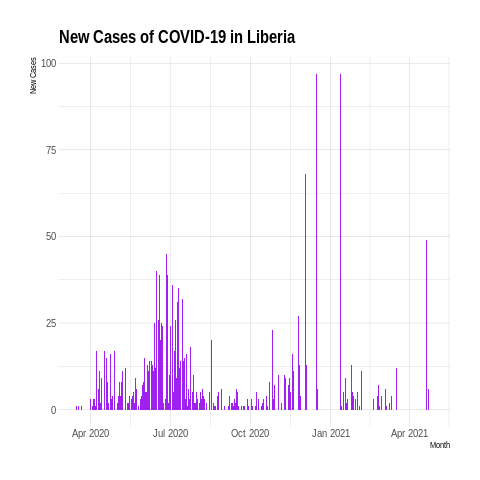 New Cases of COVID-19 in Liberia
New Cases
100
75
50
25
0
Apr 2020 Jul 2020 Oct 2020 Jan 2021 Apr 2021
Month